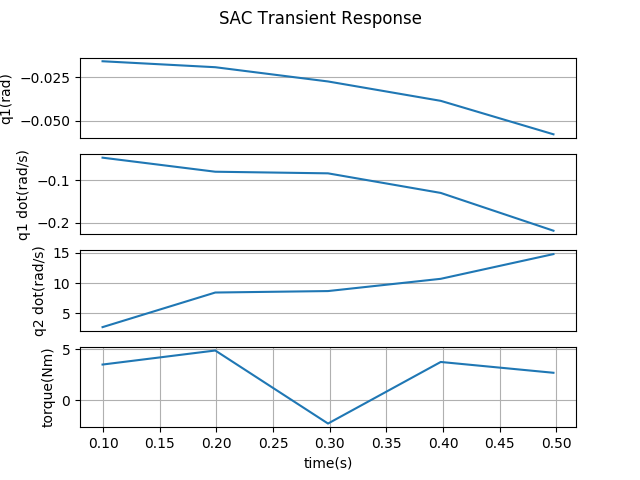 SAC Transient Response
q1(rad)
−0.025
−0.050
q1 dot(rad/s)
−0.1
−0.2
q2 dot(rad/s)
15
10
5
torque(Nm)
5
0
0.10 0.15 0.20 0.25 0.30 0.35 0.40 0.45 0.50
time(s)